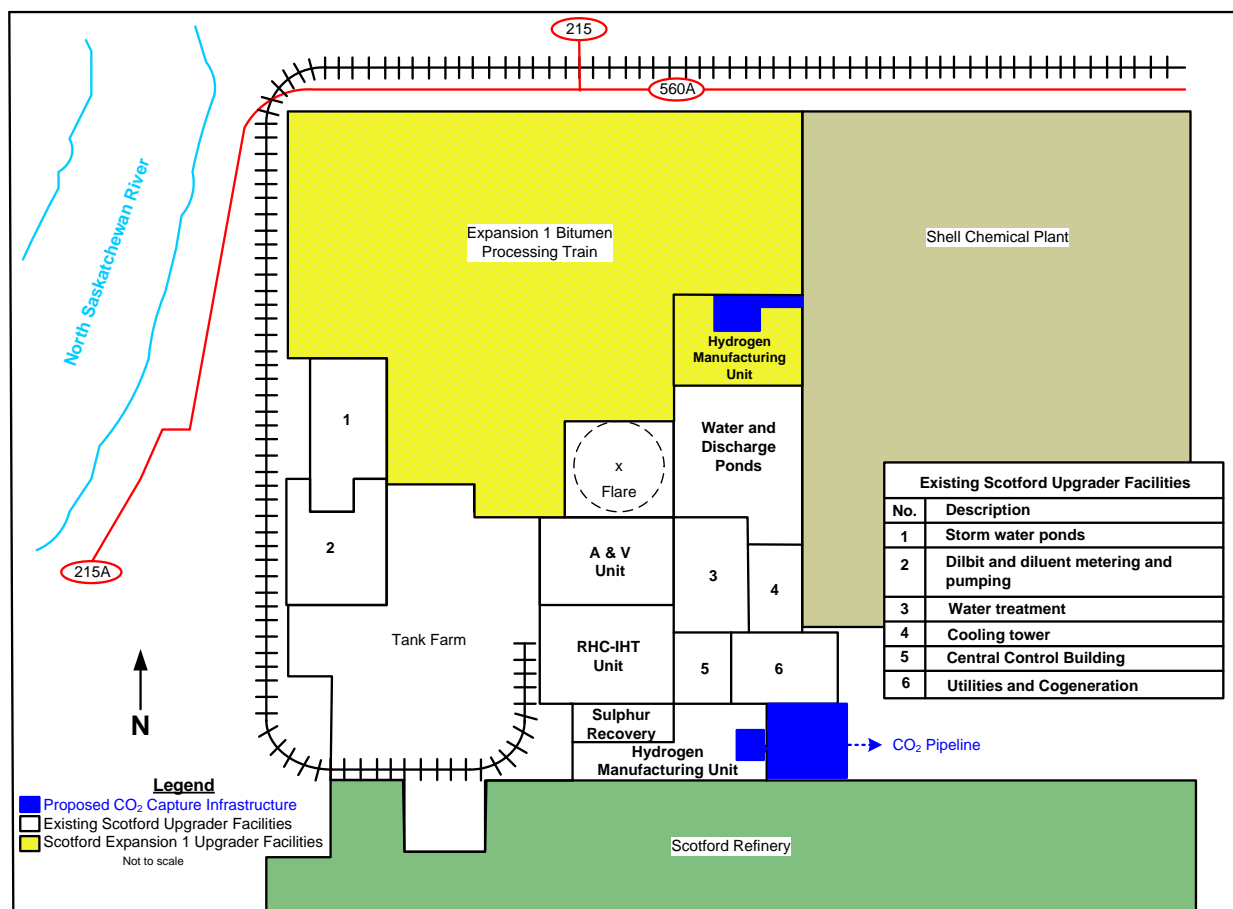 215
560A
North Saskatchewan River
Expansion 1 Bitumen
Processing Train
Shell Chemical Plant
Hydrogen
Manufacturing
Unit
1
Water and
Discharge
Ponds
x
Flare
Existing Scotford Upgrader Facilities
No. Description
1 Storm water ponds
2 Dilbit and diluent metering and
pumping
3 Water treatment
4 Cooling tower
5 Central Control Building
6 Utilities and Cogeneration
2
A & V
Unit
3
4
215A
Tank Farm
RHC-IHT
Unit
5
6
N
Sulphur
Recovery
Hydrogen
Manufacturing Unit
CO₂ Pipeline
Legend
Proposed CO₂ Capture Infrastructure
Existing Scotford Upgrader Facilities
Scotford Expansion 1 Upgrader Facilities
Not to scale
Scotford Refinery